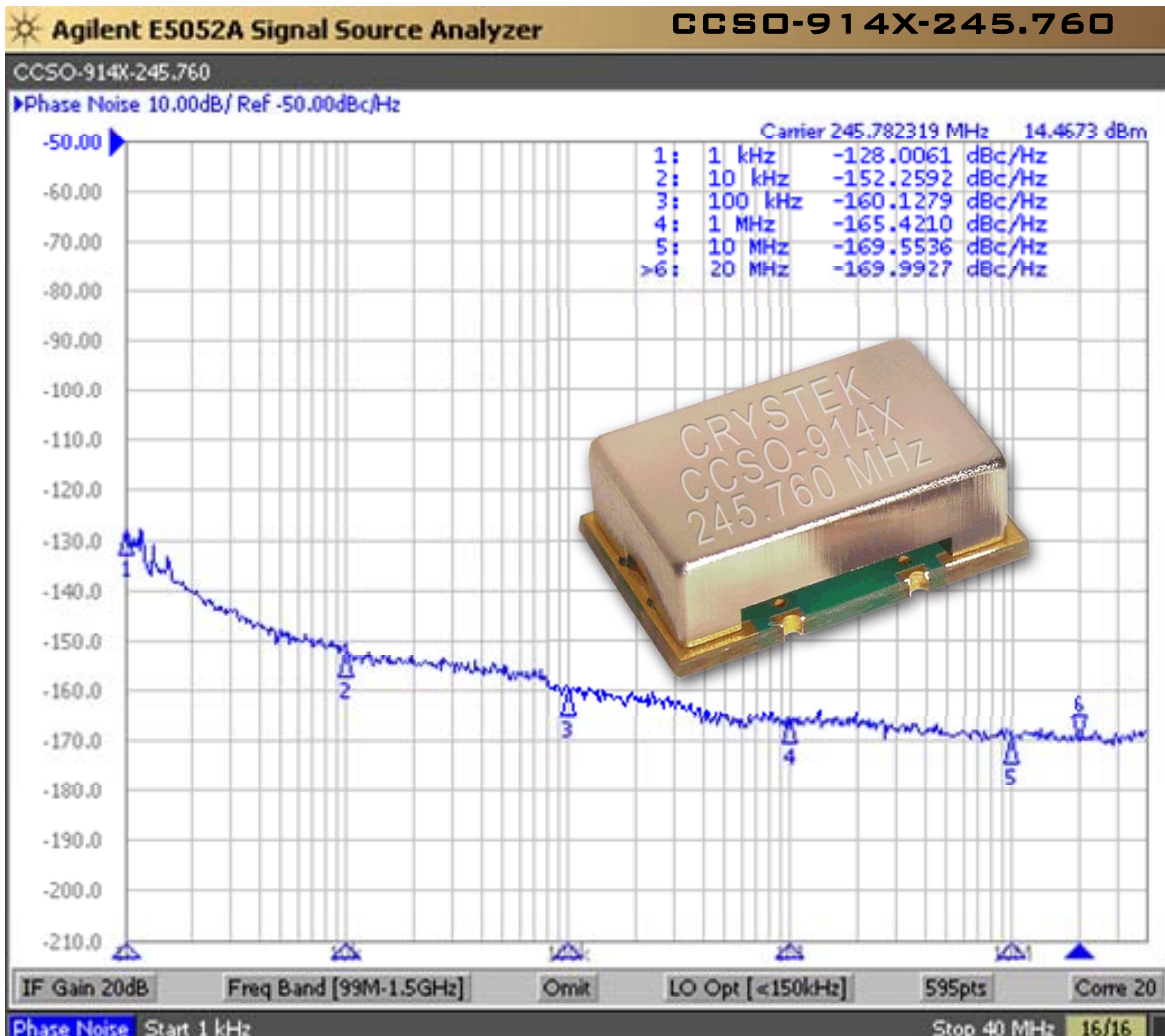 Agilent E5052A Signal Source Analyzer
CCSO-914X-245.760
CCSO-914X-245.760
▶Phase Noise 10.00dB/ Ref -50.00dBc/Hz
Carrier 245.782319 MHz 14.4673 dBm
1: 1 kHz -128.0061 dBc/Hz
2: 10 kHz -152.2592 dBc/Hz
3: 100 kHz -160.1279 dBc/Hz
4: 1 MHz -165.4210 dBc/Hz
5: 10 MHz -169.5536 dBc/Hz
>6: 20 MHz -169.9927 dBc/Hz
-50.00
-60.00
-70.00
-80.00
-90.00
-100.0
-110.0
-120.0
-130.0
-140.0
-150.0
-160.0
-170.0
-180.0
-190.0
-200.0
-210.0
CRYSTEK
CCSO-914X
245.760 MHz
1
2
3
4
5
6
IF Gain 20dB
Freq Band [99M-1.5GHz]
Omit
LO Opt [<150kHz]
595pts
Corre 20
Phase Noise Start 1 kHz
Stop 40 MHz
16/16